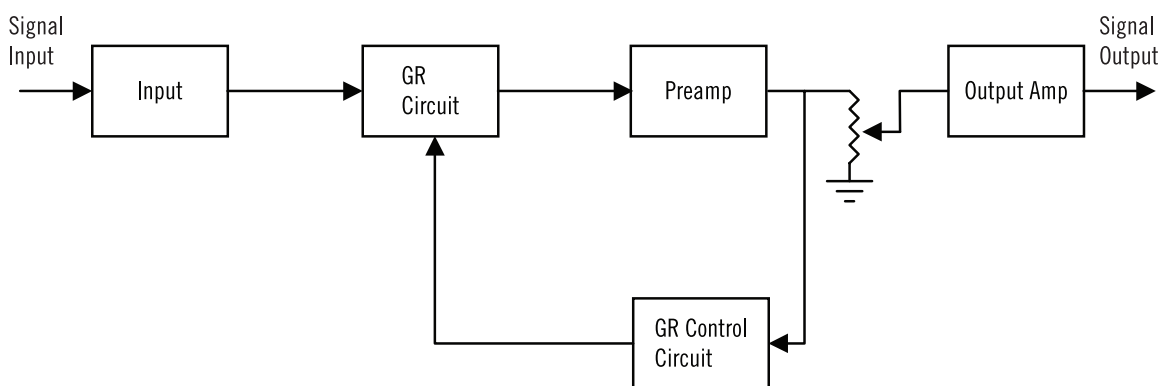 Signal
Input
Input
GR
Circuit
Preamp
Output Amp
Signal
Output
GR Control
Circuit